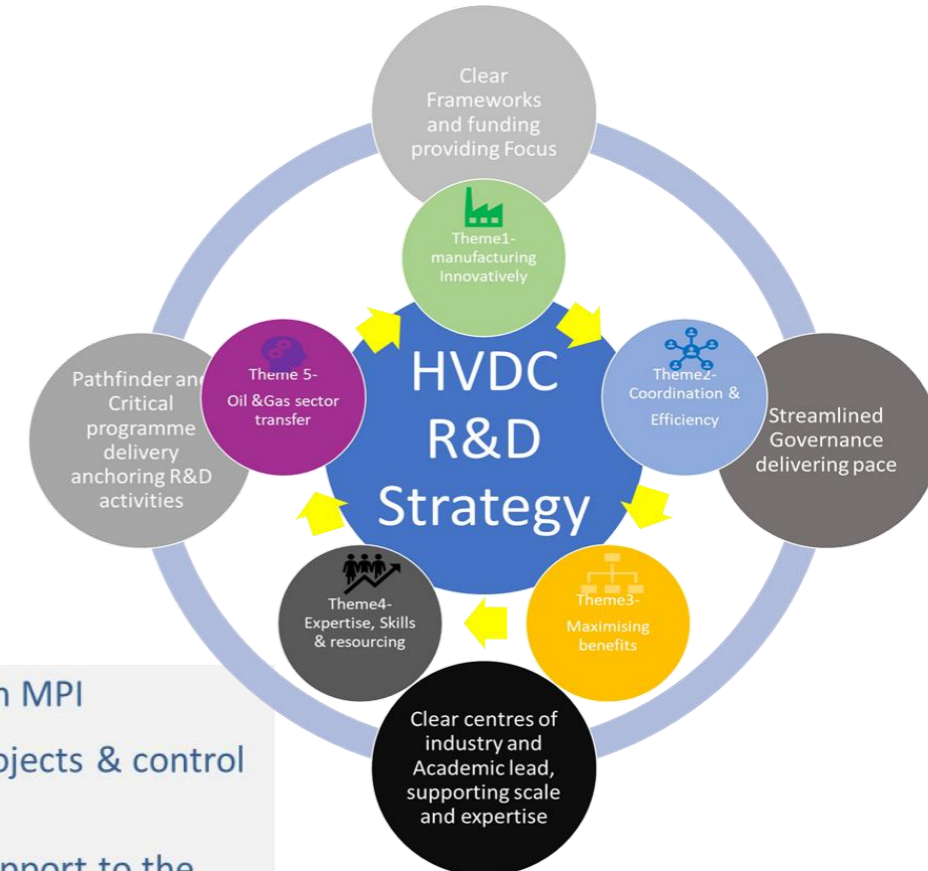 Clear
Frameworks
and funding
providing Focus
Theme1-
manufacturing
Innovatively
HVDC
R&D
Strategy
Theme2-
Coordination &
Efficiency
Streamlined
Governance
delivering pace
Theme3-
Maximising
benefits
Clear centres of
industry and
Academic lead,
supporting scale
and expertise
Theme4-
Expertise, Skills
& resourcing
Pathfinder and
Critical
programme
delivery
anchoring R&D
activities
Theme 5-
Oil &Gas sector
transfer
MPI
& control
to the